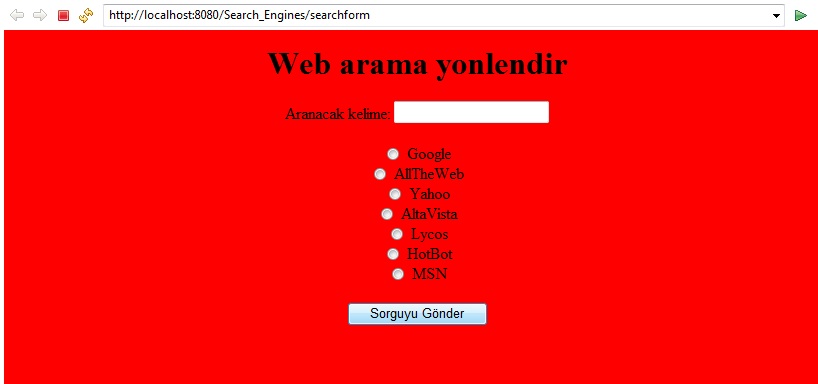 http://localhost:8080/Search_Engines/searchform
Web arama yonlendir
Aranacak kelime:
Google
AllTheWeb
Yahoo
AltaVista
Lycos
HotBot
MSN
Sorguyu Gönder